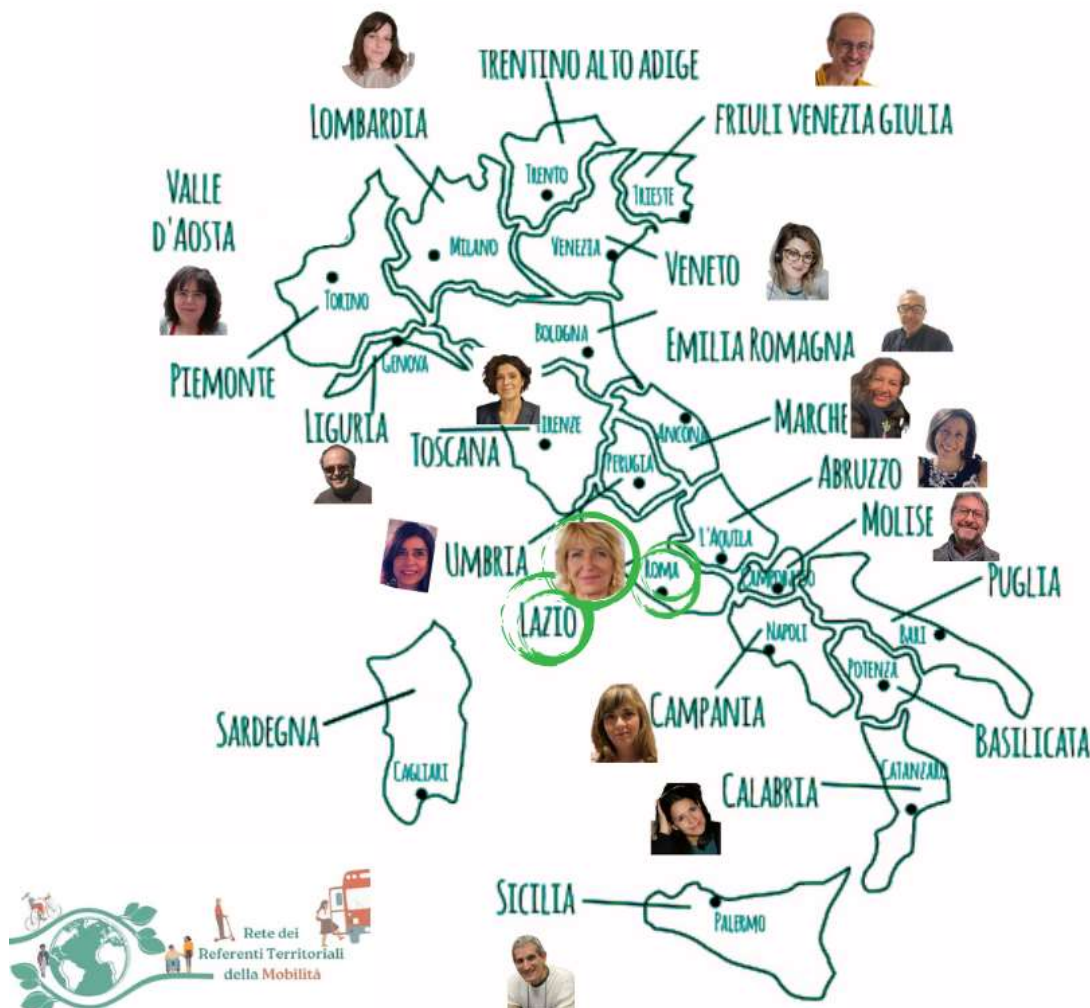 TRENTINO ALTO ADIGE
LOMBARDIA
FRIULI VENEZIA GIULIA
VALLE
D'AOSTA
TRENTO
TRIESTE
MILANO
VENEZIA
VENETO
TORINO
BOLOGNA
EMILIA ROMAGNA
PIEMONTE
GENOVA
LIGURIA
TOSCANA
IRENZE
ANCONA
MARCHE
PERUGIA
ABRUZZO
MOLISE
UMBRIA
L'AQUILA
ROMA
PUGLIA
LAZIO
NAPOLI
BARI
POTENZA
SARDEGNA
CAMPANIA
BASILICATA
CAGLIARI
CALABRIA
CATANZARO
SICILIA
PALERMO
Rete dei
Referenti Territoriali
della Mobilità